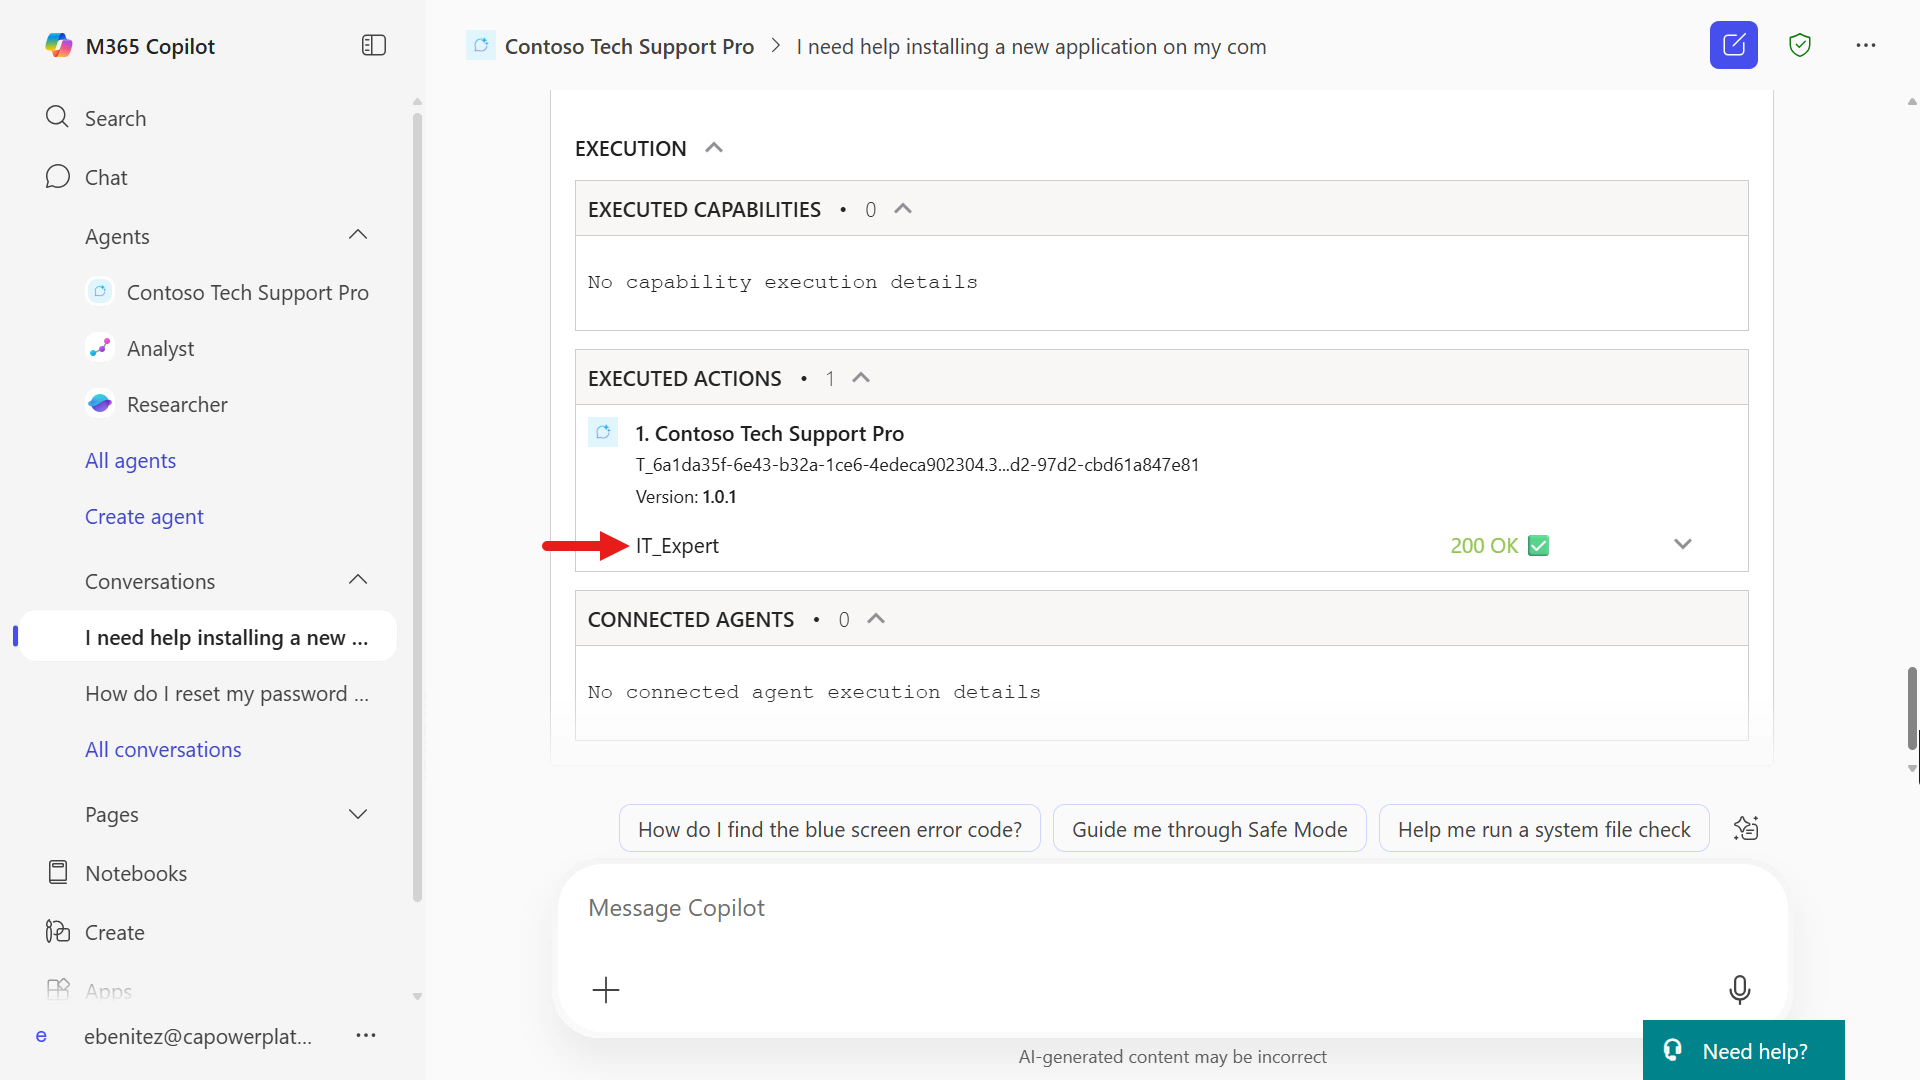 M365 Copilot
Search
Chat
Agents
Contoso Tech Support Pro
Analyst
Researcher
All agents
Create agent
Conversations
I need help installing a new ...
How do I reset my password ...
All conversations
Pages
Notebooks
Create
Apps
e ebenitez@capowerplat... ...
Contoso Tech Support Pro > I need help installing a new application on my com
EXECUTION
EXECUTED CAPABILITIES • 0
No capability execution details
EXECUTED ACTIONS • 1
1. Contoso Tech Support Pro
T_6a1da35f-6e43-b32a-1ce6-4edeca902304.3...d2-97d2-cbd61a847e81
Version: 1.0.1
IT_Expert 200 OK ✅
CONNECTED AGENTS • 0
No connected agent execution details
How do I find the blue screen error code?
Guide me through Safe Mode
Help me run a system file check
Message Copilot
AI-generated content may be incorrect
Need help?